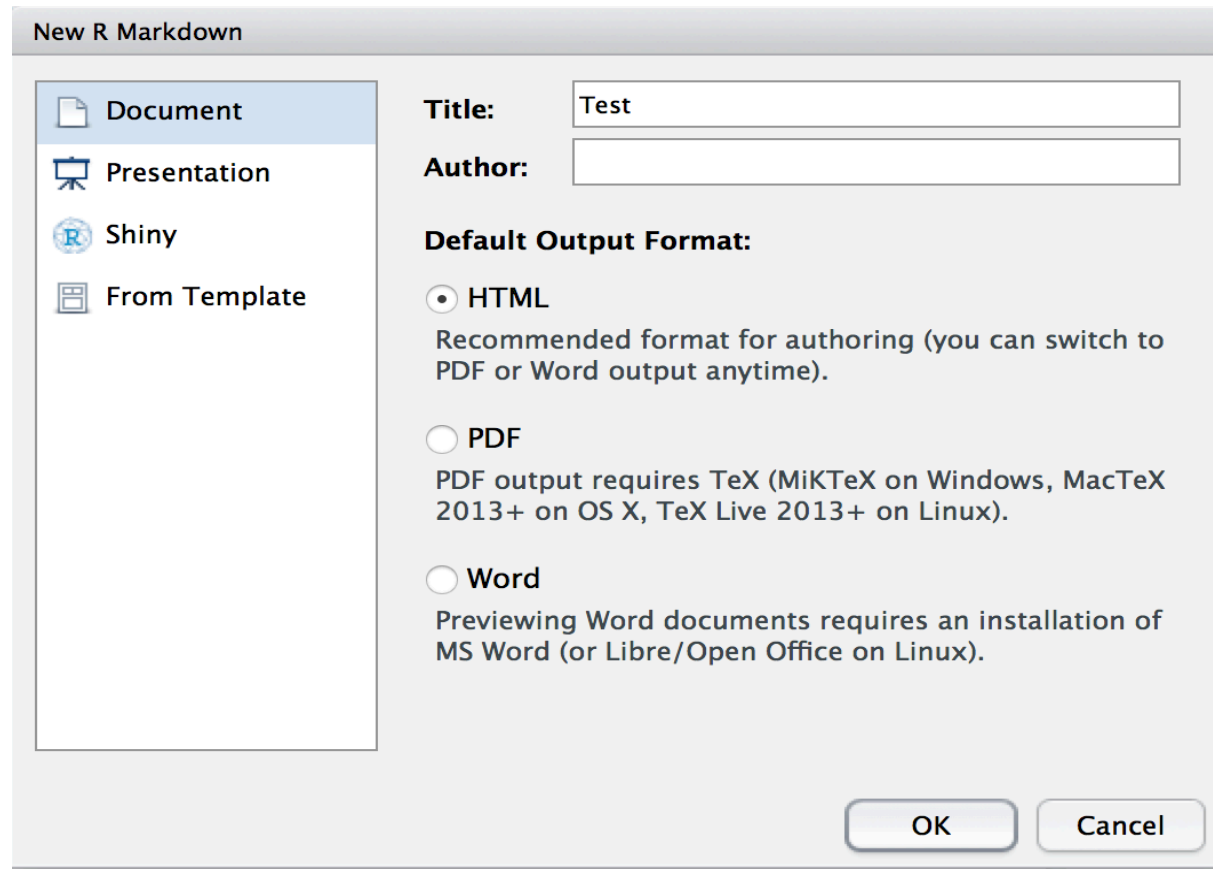 New R Markdown
Document
Presentation
Shiny
From Template
Title:
Test
Author:
Default Output Format:
HTML
Recommended format for authoring (you can switch to
PDF or Word output anytime).
PDF
PDF output requires TeX (MiKTeX on Windows, MacTeX
2013+ on OS X, TeX Live 2013+ on Linux).
Word
Previewing Word documents requires an installation of
MS Word (or Libre/Open Office on Linux).
OK
Cancel